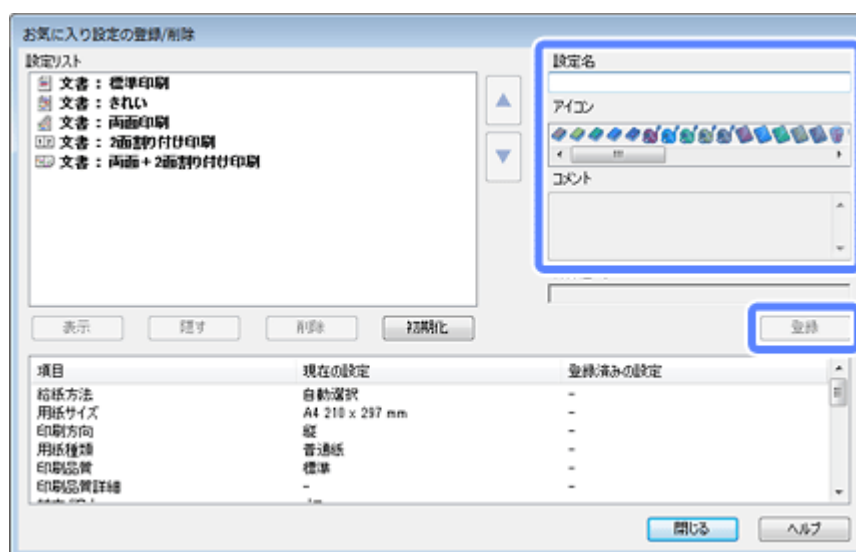 お気に入り設定の登録/削除
設定リスト
文書 : 標準印刷
文書 : きれい
文書 : 両面印刷
文書 : 2面割り付け印刷
文書 : 両面+2面割り付け印刷
設定名
アイコン
コメント
表示 隠す 削除 初期化 登録
項目 現在の設定 登録済みの設定
給紙方法 自動選択 -
用紙サイズ A4 210 x 297 mm -
印刷方向 縦 -
用紙種類 普通紙 -
印刷品質 標準 -
印刷品質詳細 - -
閉じる ヘルプ